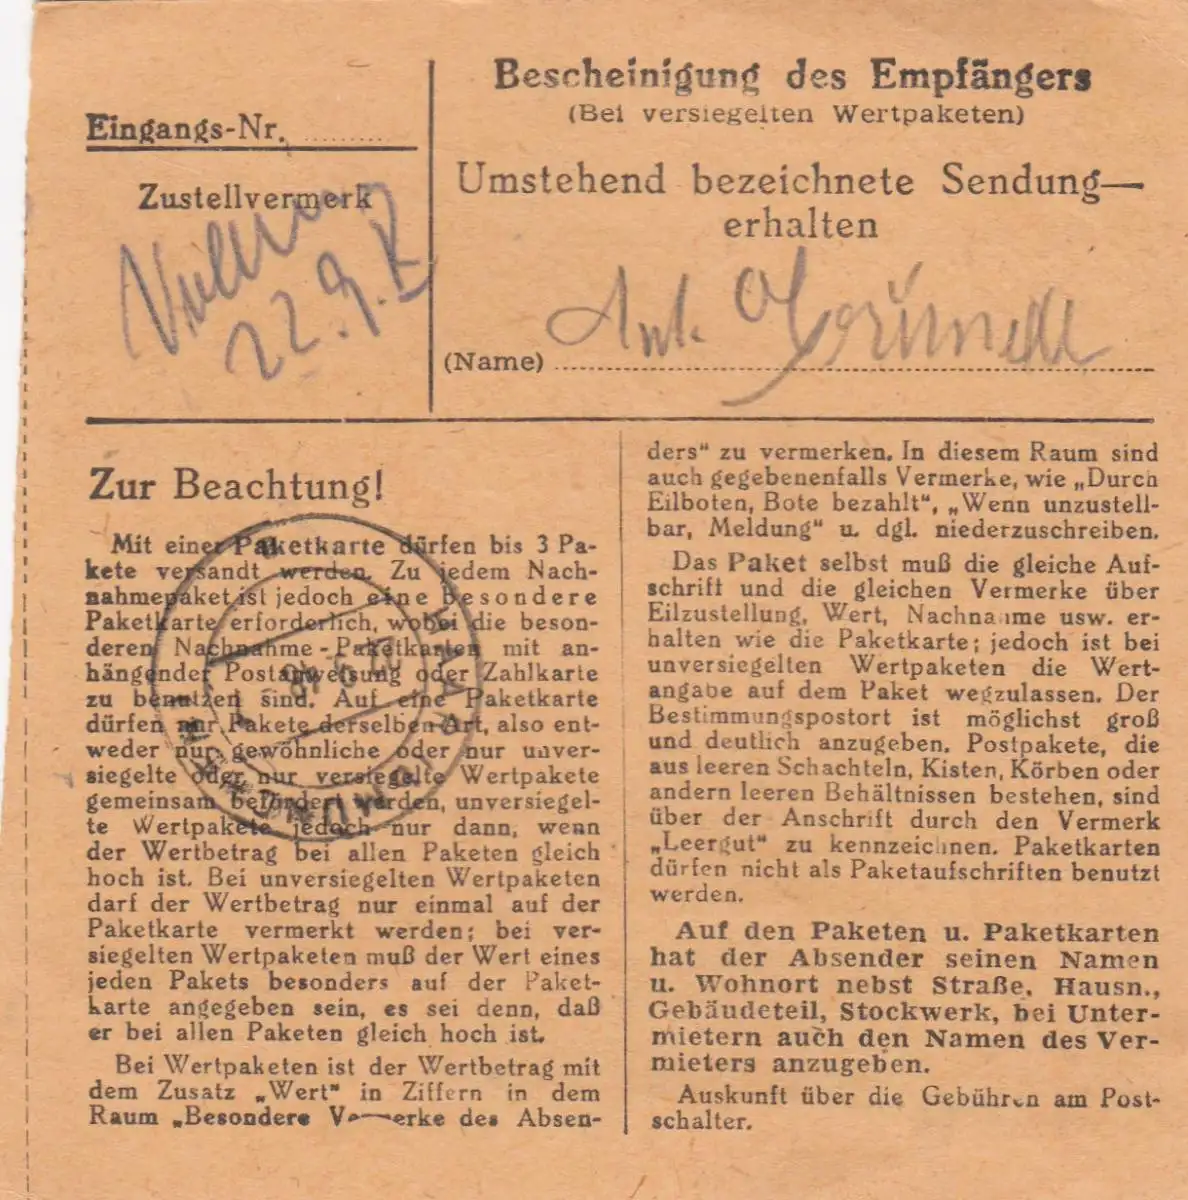 Eingangs-Nr.
Zustellvermerk
22. 9.
Bescheinigung des Empfängers
(Bei versiegelten Wertpaketen)
Umstehend bezeichnete Sendung—
erhalten
(Name)
Ant.
Zur Beachtung!
Mit einer Paketkarte dürfen bis 3 Pa-
kete versandt werden. Zu jedem Nach-
nahmepaket ist jedoch eine besondere
Paketkarte erforderlich, wobei die beson-
deren Nachnahme-Paketkarten mit an-
hängender Postanweisung oder Zahlkarte
zu benutzen sind. Auf eine Paketkarte
dürfen nur Pakete derselben Art, also ent-
weder nur gewöhnliche oder nur unver-
siegelte oder nur versiegelte Wertpakete
gemeinsam befördert werden, unversiegel-
te Wertpakete jedoch nur dann, wenn
der Wertbetrag bei allen Paketen gleich
hoch ist. Bei unversiegelten Wertpaketen
darf der Wertbetrag nur einmal auf der
Paketkarte vermerkt werden; bei ver-
siegelten Wertpaketen muß der Wert eines
jeden Pakets besonders auf der Paket-
karte angegeben sein, es sei denn, daß
er bei allen Paketen gleich hoch ist.
Bei Wertpaketen ist der Wertbetrag mit
dem Zusatz „Wert" in Ziffern in dem
Raum „Besondere Vermerke des Absen-
ders" zu vermerken. In diesem Raum sind
auch gegebenenfalls Vermerke, wie „Durch
Eilboten, Bote bezahlt", „Wenn unzustell-
bar, Meldung" u. dgl. niederzuschreiben.
Das Paket selbst muß die gleiche Auf-
schrift und die gleichen Vermerke über
Eilzustellung, Wert, Nachnahme usw. er-
halten wie die Paketkarte; jedoch ist bei
unversiegelten Wertpaketen die Wert-
angabe auf dem Paket wegzulassen. Der
Bestimmungspostort ist möglichst groß
und deutlich anzugeben. Postpakete, die
aus leeren Schachteln, Kisten, Körben oder
andern leeren Behältnissen bestehen, sind
über der Anschrift durch den Vermerk
„Leergut" zu kennzeichnen. Paketkarten
dürfen nicht als Paketaufschriften benutzt
werden.
Auf den Paketen u. Paketkarten
hat der Absender seinen Namen
u. Wohnort nebst Straße, Hausn.,
Gebäudeteil, Stockwerk, bei Unter-
mietern auch den Namen des Ver-
mieters anzugeben.
Auskunft über die Gebühren am Post-
schalter.